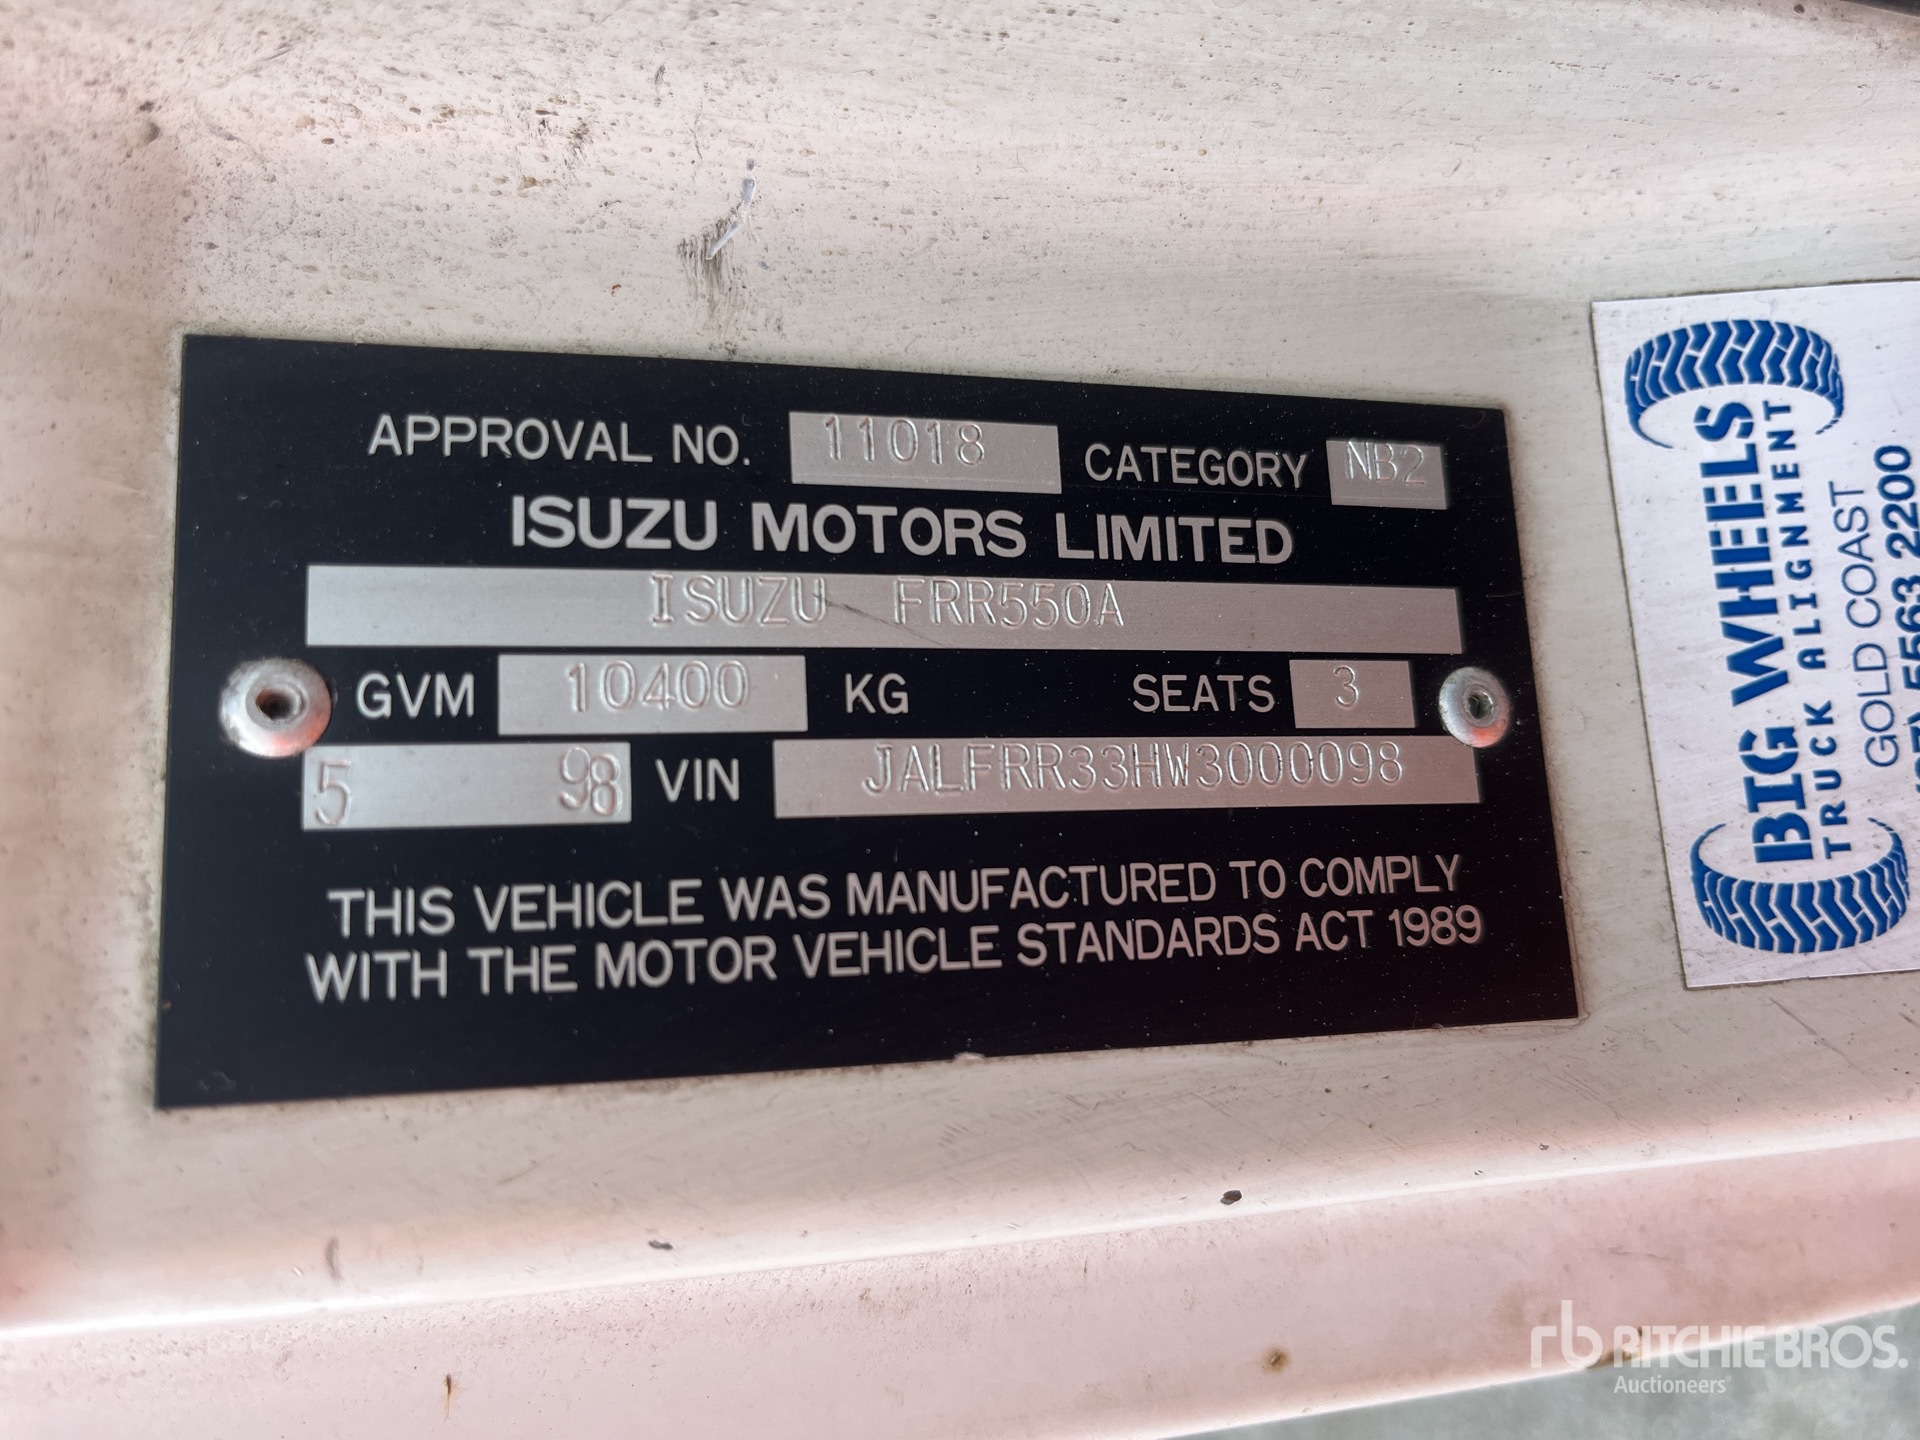 APPROVAL NO. 11018 CATEGORY NB2
ISUZU MOTORS LIMITED
ISUZU FRR550A
GVM 10400 KG SEATS 3
5 98 VIN JALFRR33HW3000098
THIS VEHICLE WAS MANUFACTURED TO COMPLY
WITH THE MOTOR VEHICLE STANDARDS ACT 1989
BIG WHEELS
TRUCK ALIGNMENT
GOLD COAST
5563 2200
rb RITCHIE BROS.
Auctioneers